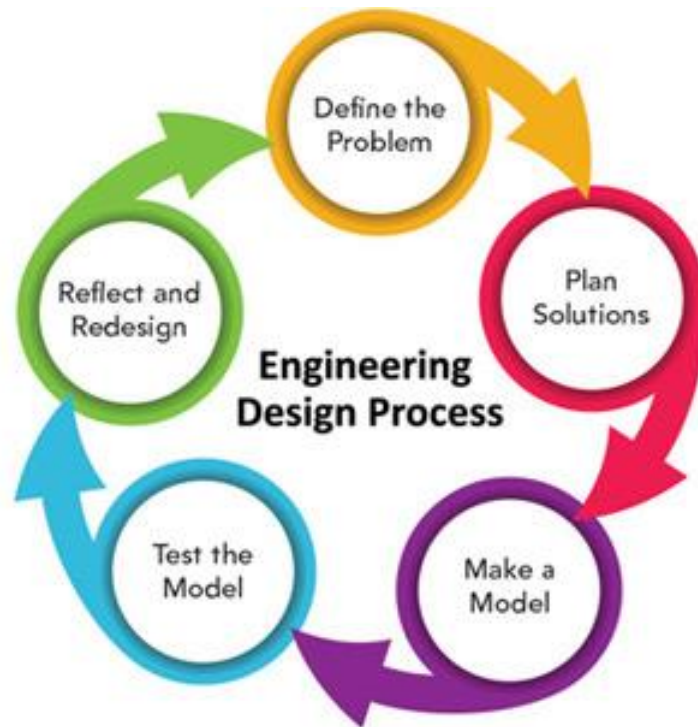 Define the
Problem
Plan
Solutions
Make a
Model
Test the
Model
Reflect and
Redesign
Engineering
Design Process